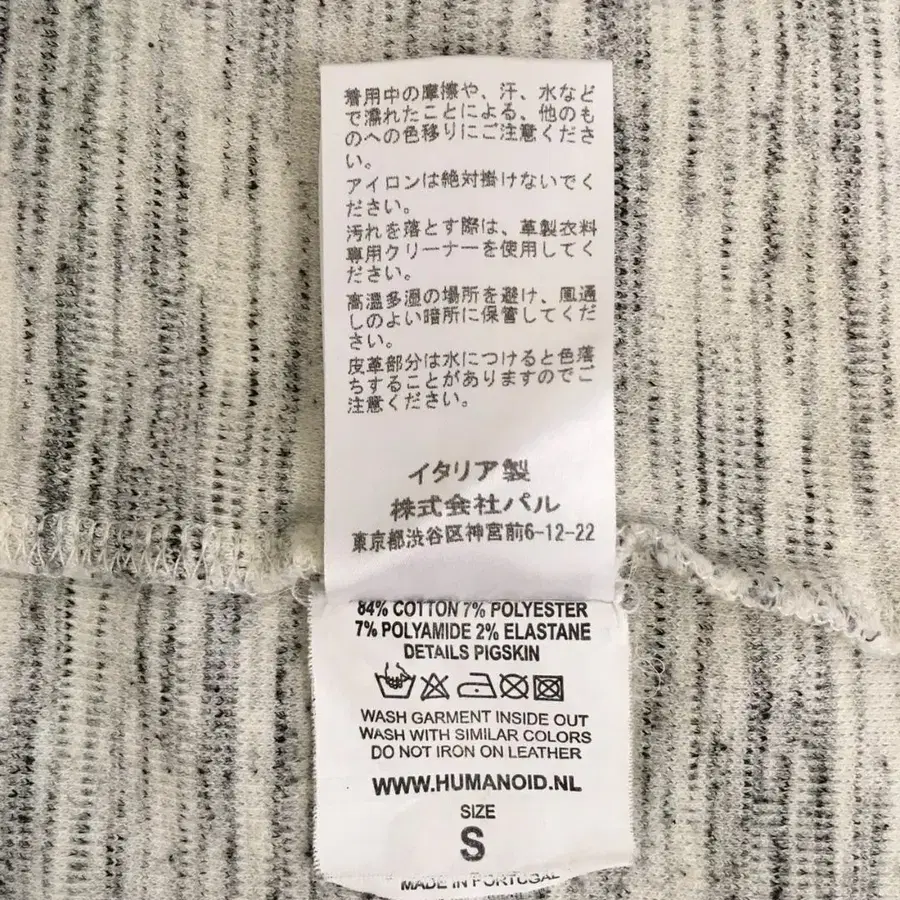 着用中の摩擦や、汗、水など
で濡れたことによる、他のも
のへの色移りにご注意くださ
い。
アイロンは絶対掛けないでく
ださい。
汚れを落とす際は、革製衣料
専用クリーナーを使用してく
ださい。
高温多湿の場所を避け、風通
しのよい暗所に保管してくだ
さい。
皮革部分は水につけると色落
ちすることがありますのでご
注意ください。
イタリア製
株式会社パル
東京都渋谷区神宮前6-12-22
84% COTTON 7% POLYESTER
7% POLYAMIDE 2% ELASTANE
DETAILS PIGSKIN
WASH GARMENT INSIDE OUT
WASH WITH SIMILAR COLORS
DO NOT IRON ON LEATHER
WWW.HUMANOID.NL
SIZE
S
MADE IN PORTUGAL